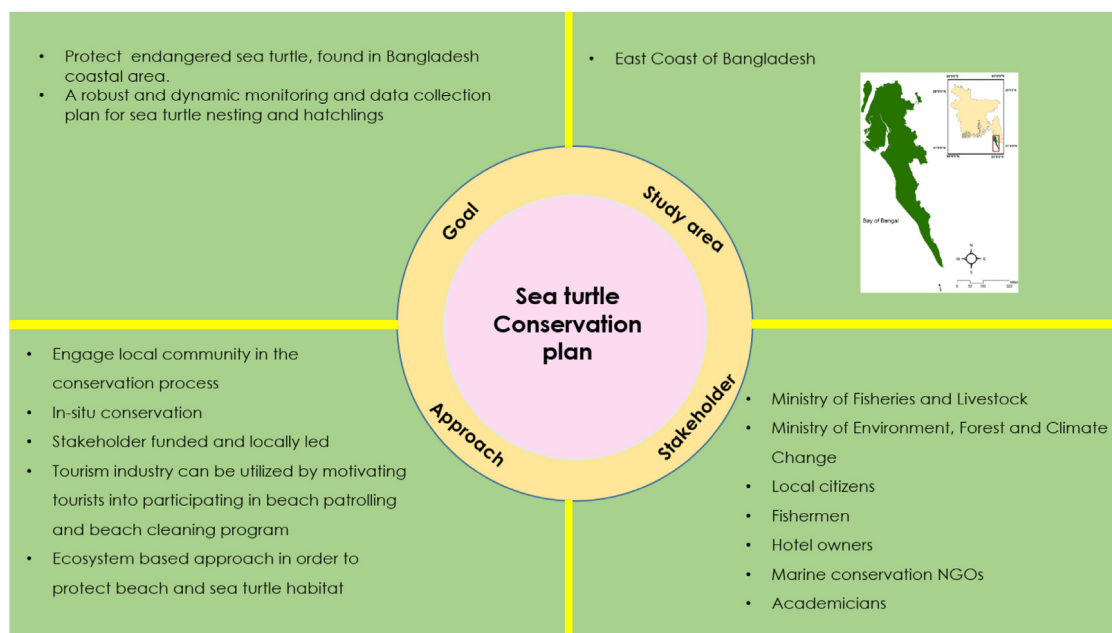 • Protect endangered sea turtle, found in Bangladesh
coastal area.
• A robust and dynamic monitoring and data collection
plan for sea turtle nesting and hatchlings
• East Coast of Bangladesh
Bay of Bengal
N
W
E
S
Goal
Study area
Sea turtle
Conservation
plan
Approach
Stakeholder
• Engage local community in the
conservation process
• In-situ conservation
• Stakeholder funded and locally led
• Tourism industry can be utilized by motivating
tourists into participating in beach patrolling
and beach cleaning program
• Ecosystem based approach in order to
protect beach and sea turtle habitat
• Ministry of Fisheries and Livestock
• Ministry of Environment, Forest and Climate
Change
• Local citizens
• Fishermen
• Hotel owners
• Marine conservation NGOs
• Academicians